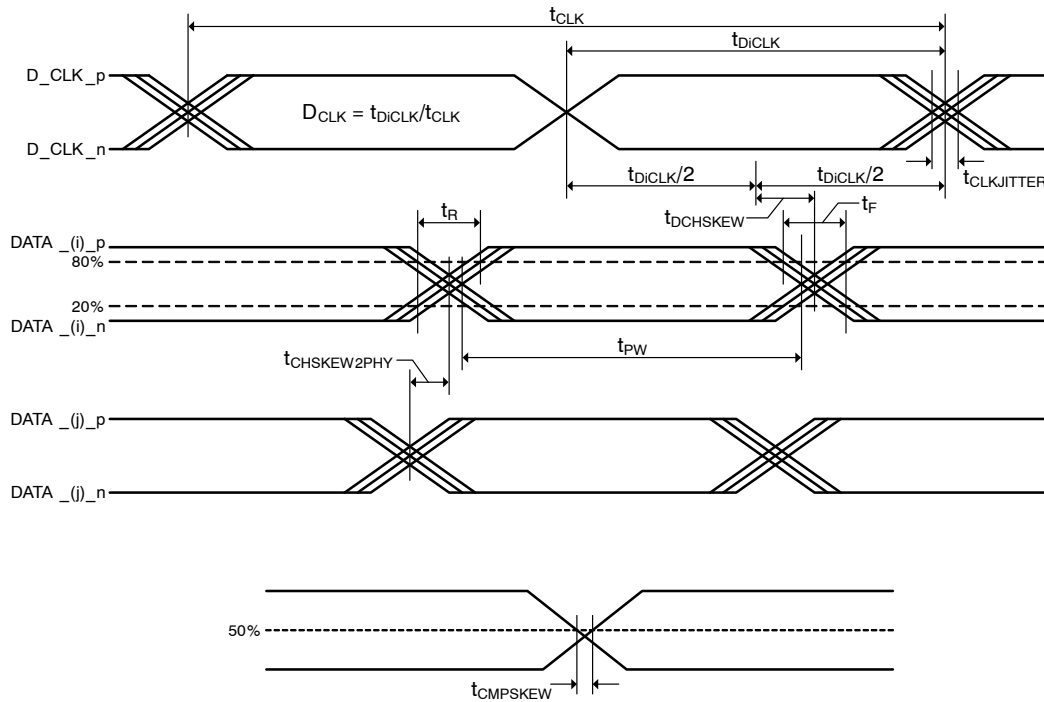 tCLK
tDiCLK
D_CLK_p
DCLK = tDiCLK/tCLK
D_CLK_n
tDiCLK/2
tDiCLK/2
tCLKJITTER
tR
tDCHSKEW
tF
DATA _(i)_p
80%
20%
DATA _(i)_n
tPW
tCHSKEW2PHY
DATA _(j)_p
DATA _(j)_n
50%
tCMPSKEW